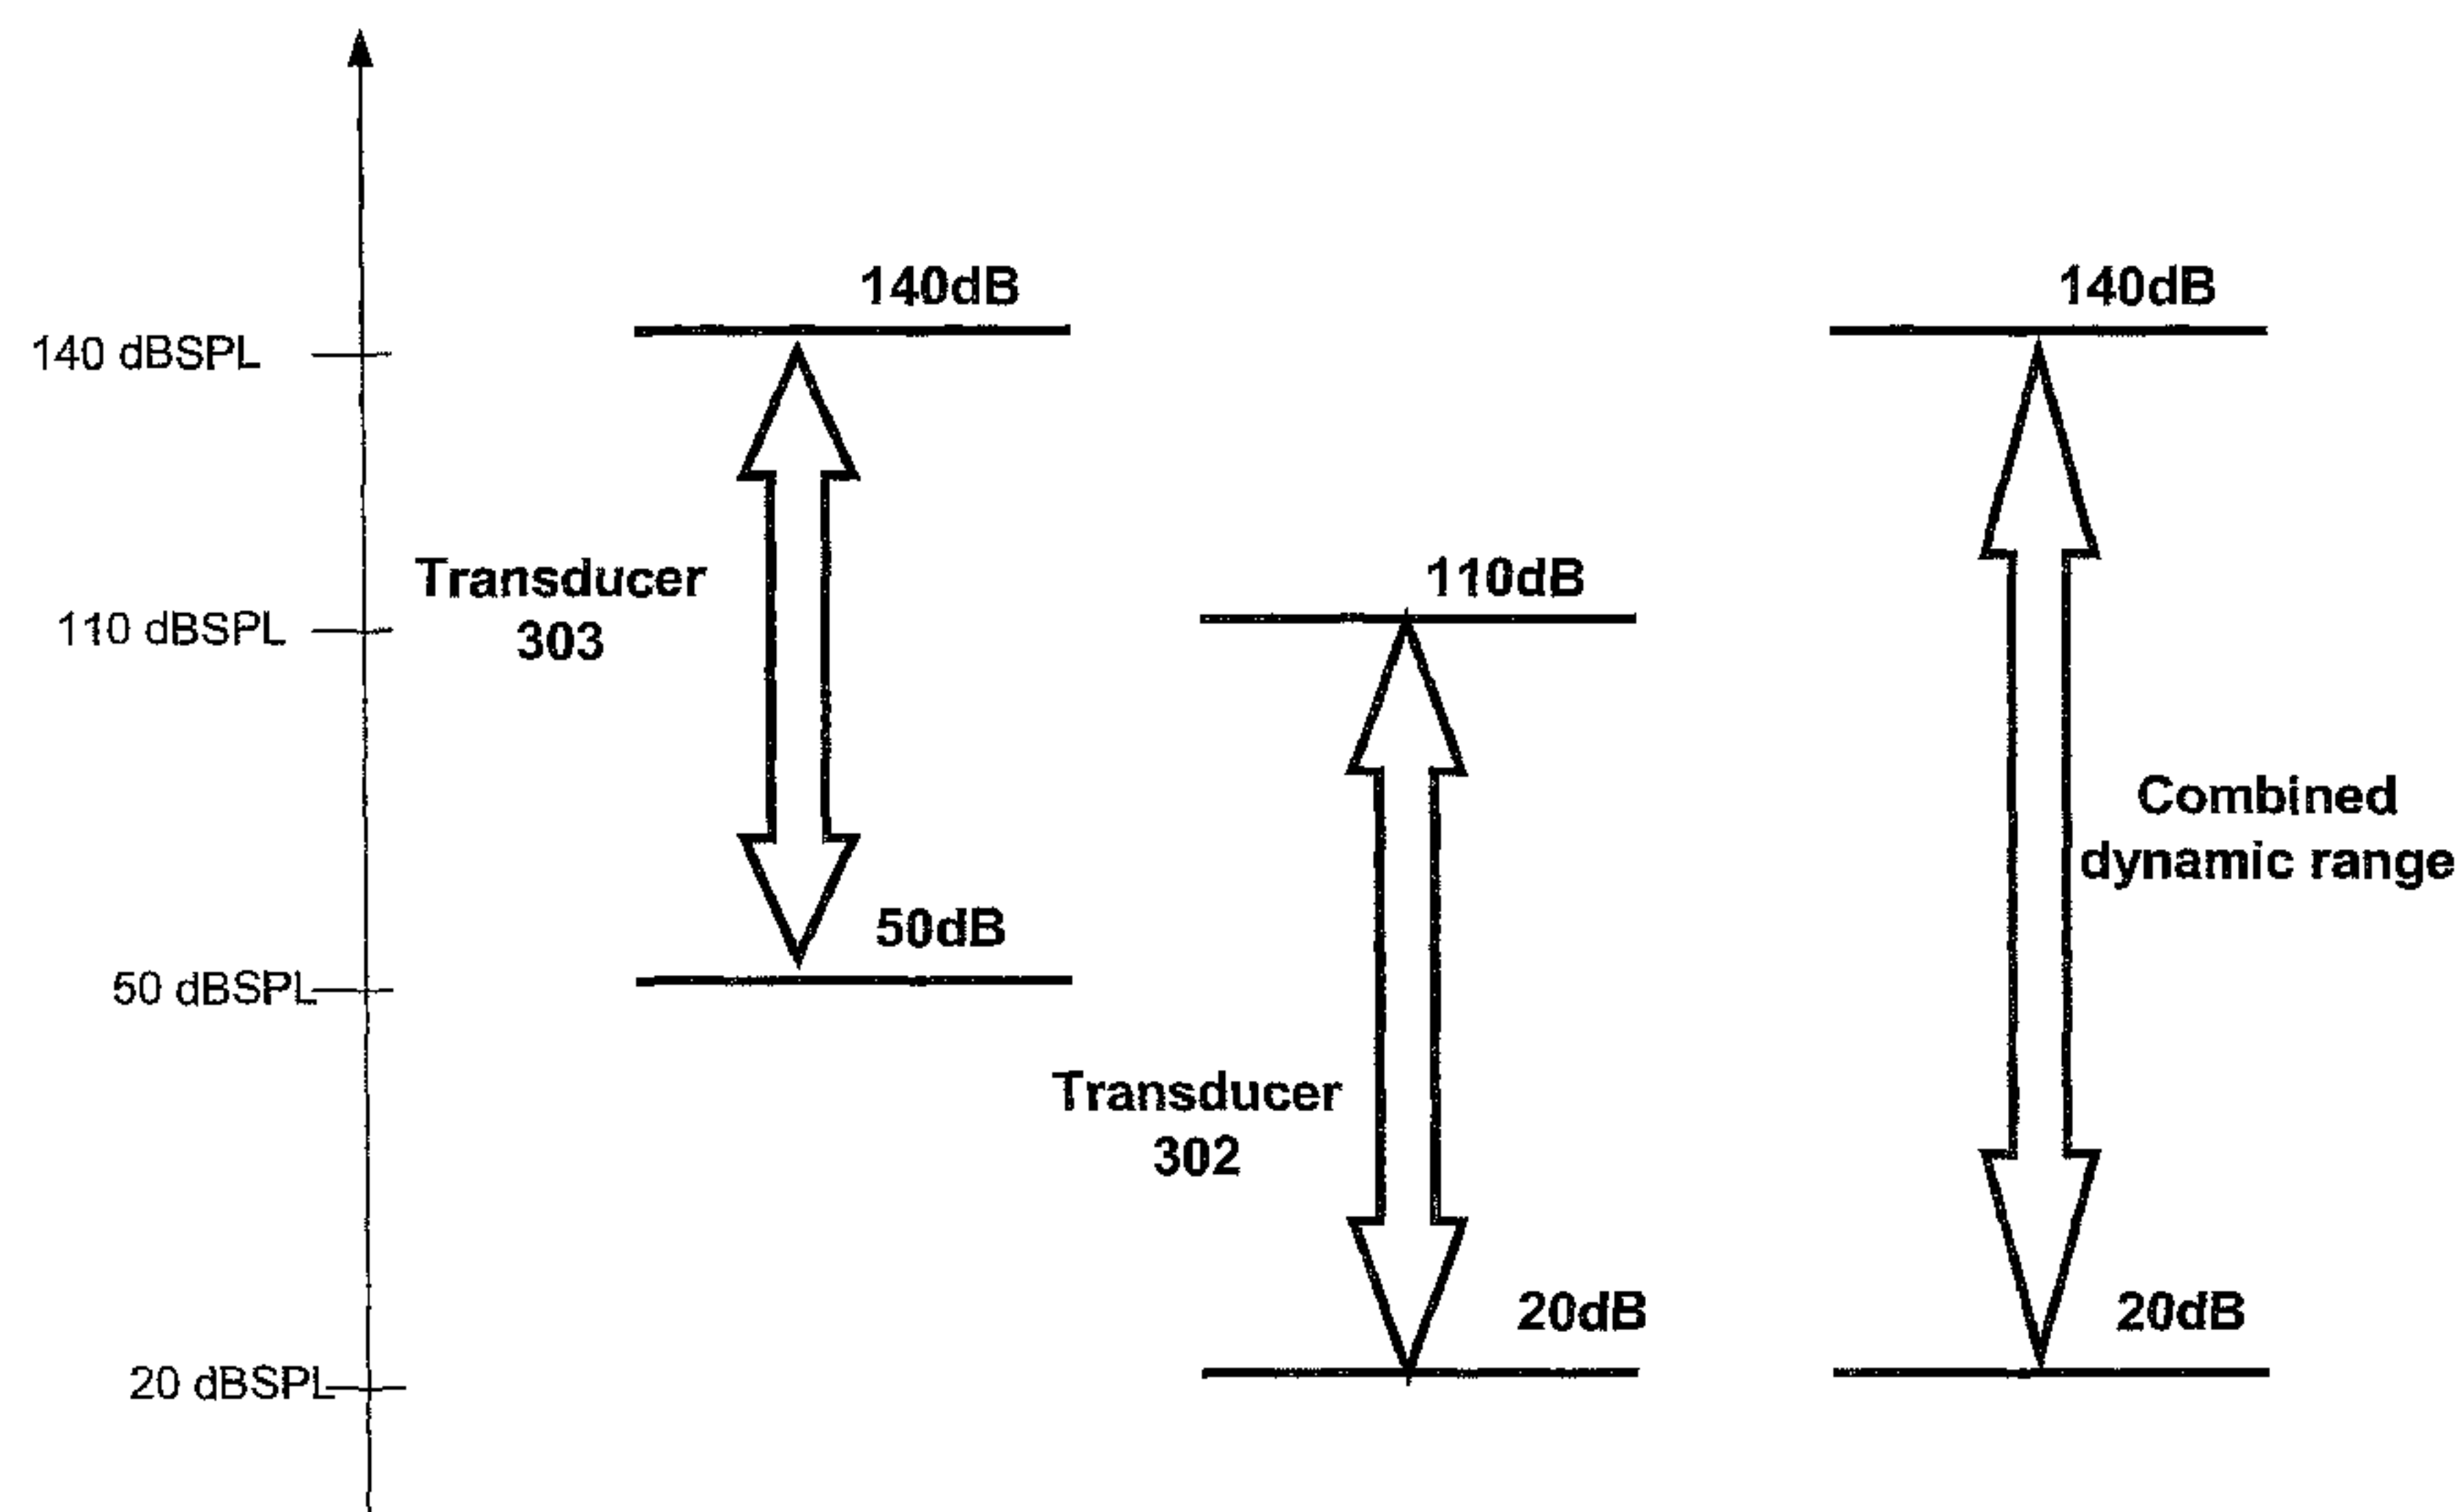 140 dBSPL
110 dBSPL
50 dBSPL
20 dBSPL
140dB
Transducer
303
50dB
110dB
Transducer
302
20dB
140dB
Combined
dynamic range
20dB